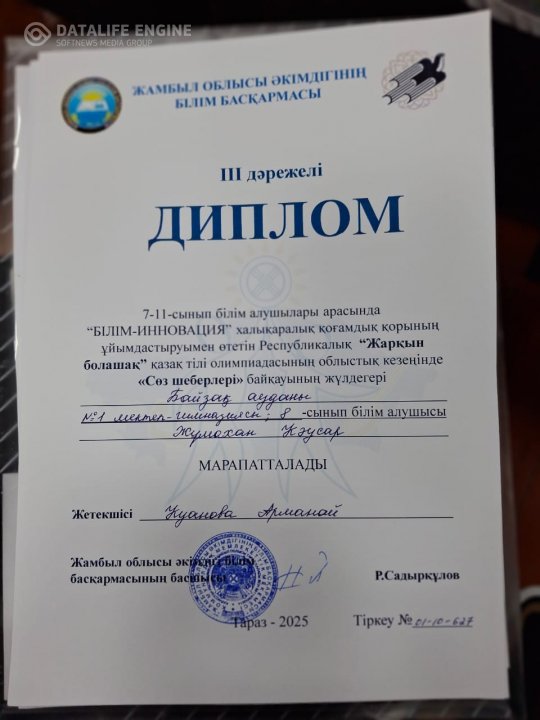 DATALIFE ENGINE
SOFTNEWS MEDIA GROUP
ЖАМБЫЛ ОБЛЫСЫ ӘКІМДІГІНІҢ
БІЛІМ БАСҚАРМАСЫ
III дәрежелі
ДИПЛОМ
7-11-сынып білім алушылары арасында
“БІЛІМ-ИННОВАЦИЯ” халықаралық қоғамдық қорының
ұйымдастыруымен өтетін Республикалық “Жарқын
болашақ” қазақ тілі олимпиадасының облыстық кезеңінде
«Сөз шеберлері» байқауының жүлдегері
Байзақ ауданы
№1 мектеп-гимназиясы, 8 -сынып білім алушысы
Жумахан Кәусар
МАРАПАТТАЛАДЫ
Жетекшісі Куанова Арманай
Жамбыл облысы әкімдігі білім
басқармасының басшысы Р.Садырқұлов
Тараз - 2025 Тіркеу № 01-10-627